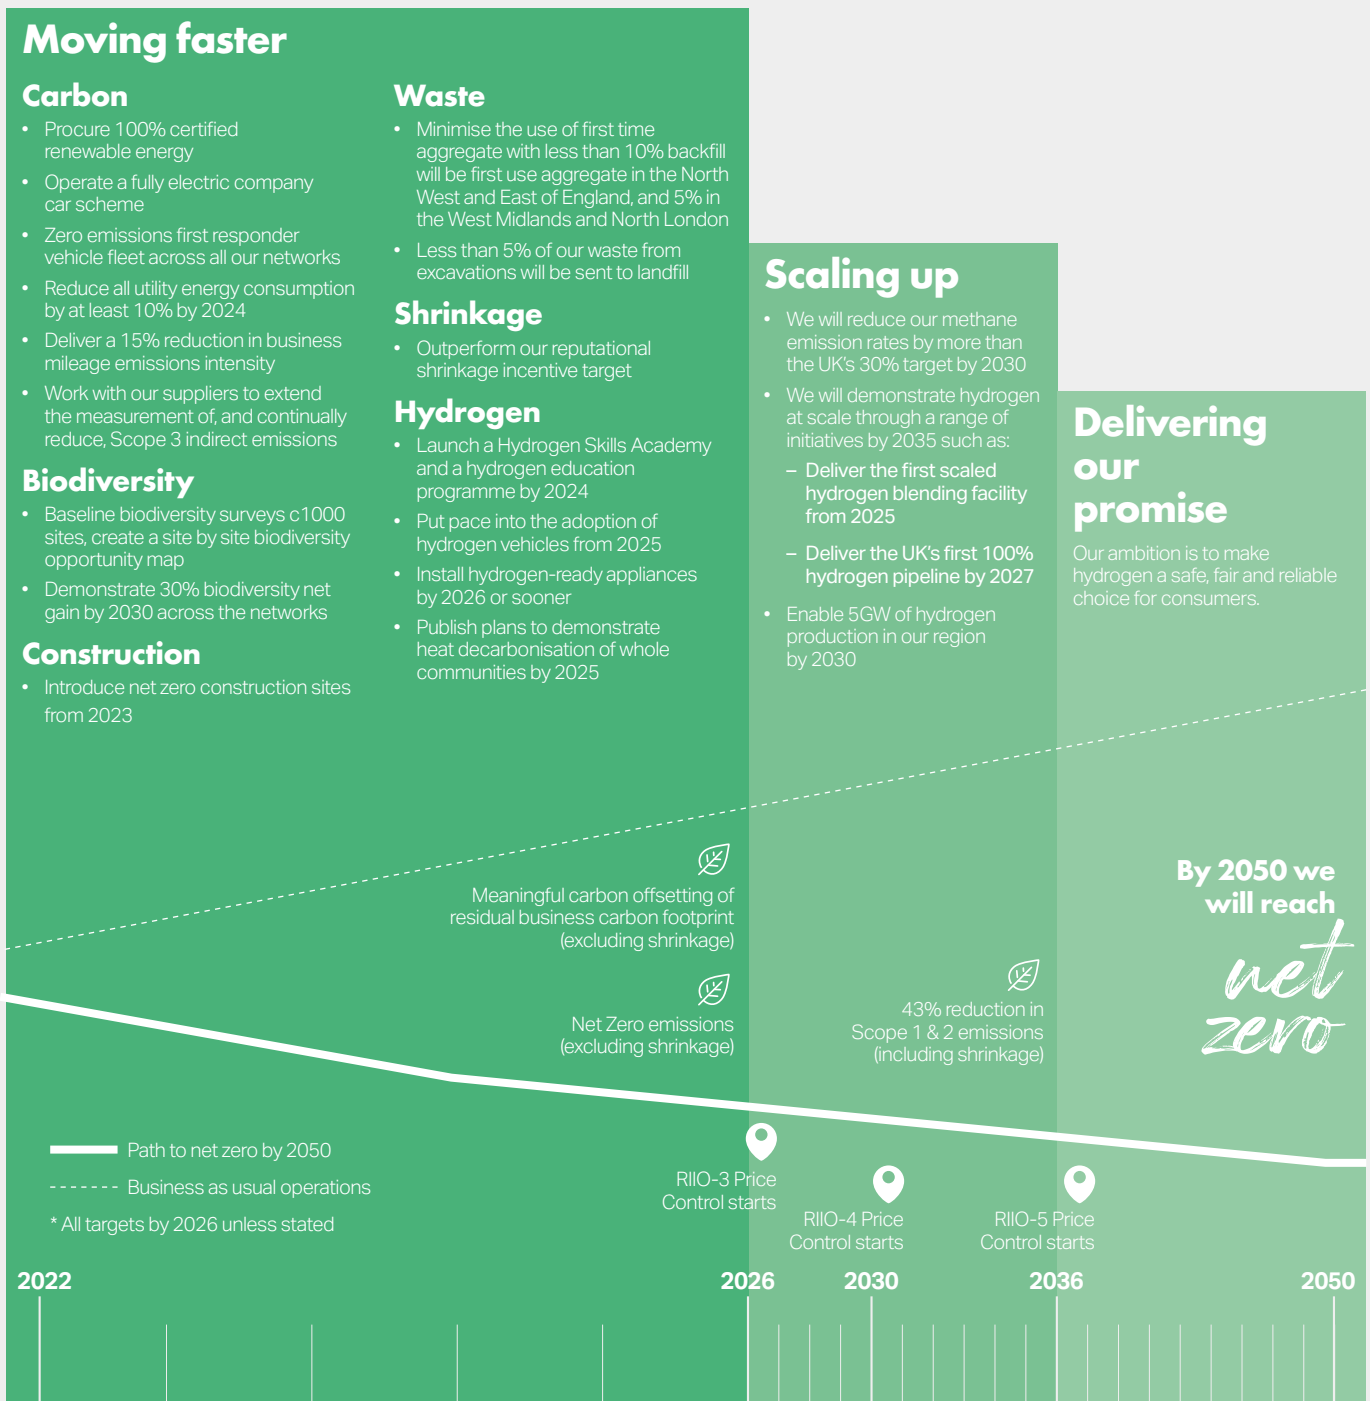 Moving faster
Carbon
• Procure 100% certified
renewable energy
• Operate a fully electric company
car scheme
• Zero emissions first responder
vehicle fleet across all our networks
• Reduce all utility energy consumption
by at least 10% by 2024
• Deliver a 15% reduction in business
mileage emissions intensity
• Work with our suppliers to extend
the measurement of, and continually
reduce, Scope 3 indirect emissions
Biodiversity
• Baseline biodiversity surveys c1000
sites, create a site by site biodiversity
opportunity map
• Demonstrate 30% biodiversity net
gain by 2030 across the networks
Construction
• Introduce net zero construction sites
from 2023
Waste
• Minimise the use of first time
aggregate with less than 10% backfill
will be first use aggregate in the North
West and East of England, and 5% in
the West Midlands and North London
• Less than 5% of our waste from
excavations will be sent to landfill
Shrinkage
• Outperform our reputational
shrinkage incentive target
Hydrogen
• Launch a Hydrogen Skills Academy
and a hydrogen education
programme by 2024
• Put pace into the adoption of
hydrogen vehicles from 2025
• Install hydrogen-ready appliances
by 2026 or sooner
• Publish plans to demonstrate
heat decarbonisation of whole
communities by 2025
Scaling up
• We will reduce our methane
emission rates by more than
the UK's 30% target by 2030
• We will demonstrate hydrogen
at scale through a range of
initiatives by 2035 such as:
– Deliver the first scaled
hydrogen blending facility
from 2025
– Deliver the UK's first 100%
hydrogen pipeline by 2027
• Enable 5GW of hydrogen
production in our region
by 2030
Delivering
our
promise
Our ambition is to make
hydrogen a safe, fair and reliable
choice for consumers.
Meaningful carbon offsetting of
residual business carbon footprint
(excluding shrinkage)
Net Zero emissions
(excluding shrinkage)
43% reduction in
Scope 1 & 2 emissions
(including shrinkage)
By 2050 we
will reach
net
zero
Path to net zero by 2050
Business as usual operations
* All targets by 2026 unless stated
RIIO-3 Price
Control starts
RIIO-4 Price
Control starts
RIIO-5 Price
Control starts
2022
2026
2030
2036
2050